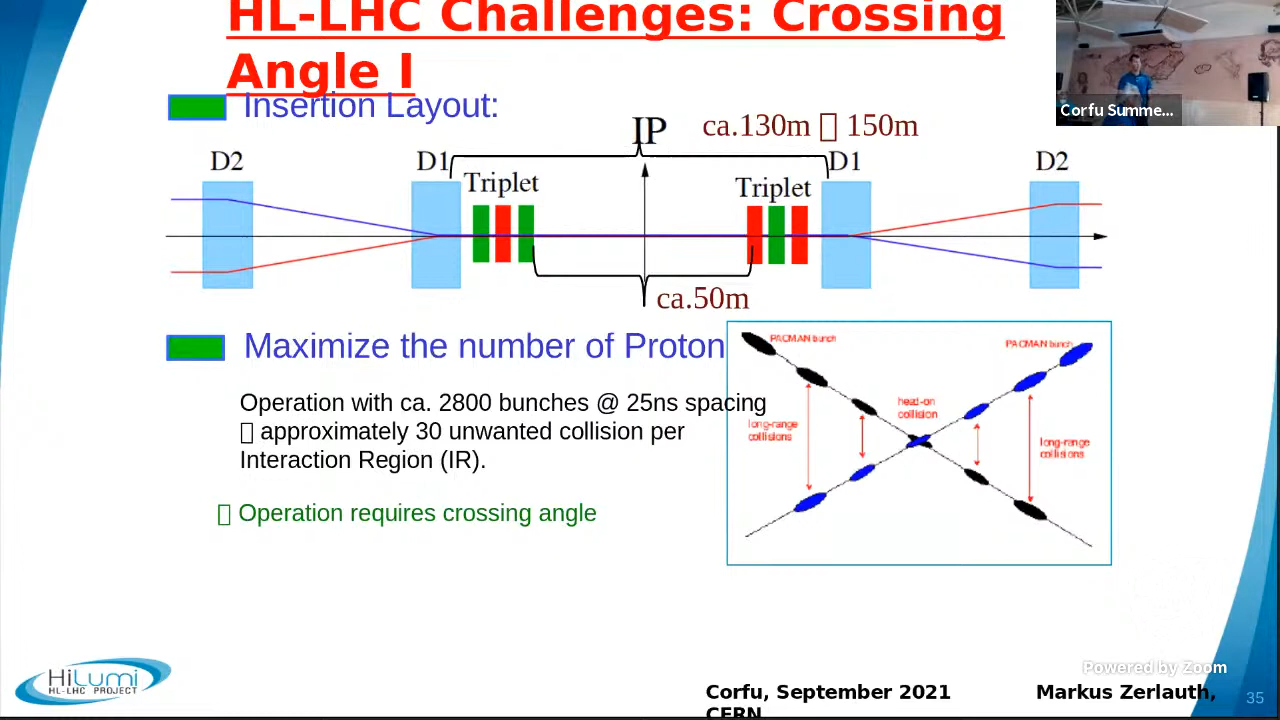 HL-LHC Challenges: Crossing
Angle I
Corfu Summe...
Insertion Layout:
IP
ca.130m 150m
D2
D1
Triplet
Triplet
D1
D2
ca.50m
Maximize the number of Proton
PACMAN bunch
PACMAN bunch
head-on
collision
long-range
collisions
long-range
collisions
Operation with ca. 2800 bunches @ 25ns spacing
approximately 30 unwanted collision per
Interaction Region (IR).
Operation requires crossing angle
HiLumi
HL-LHC PROJECT
Powered by Zoom
Corfu, September 2021 Markus Zerlauth,
CERN
35